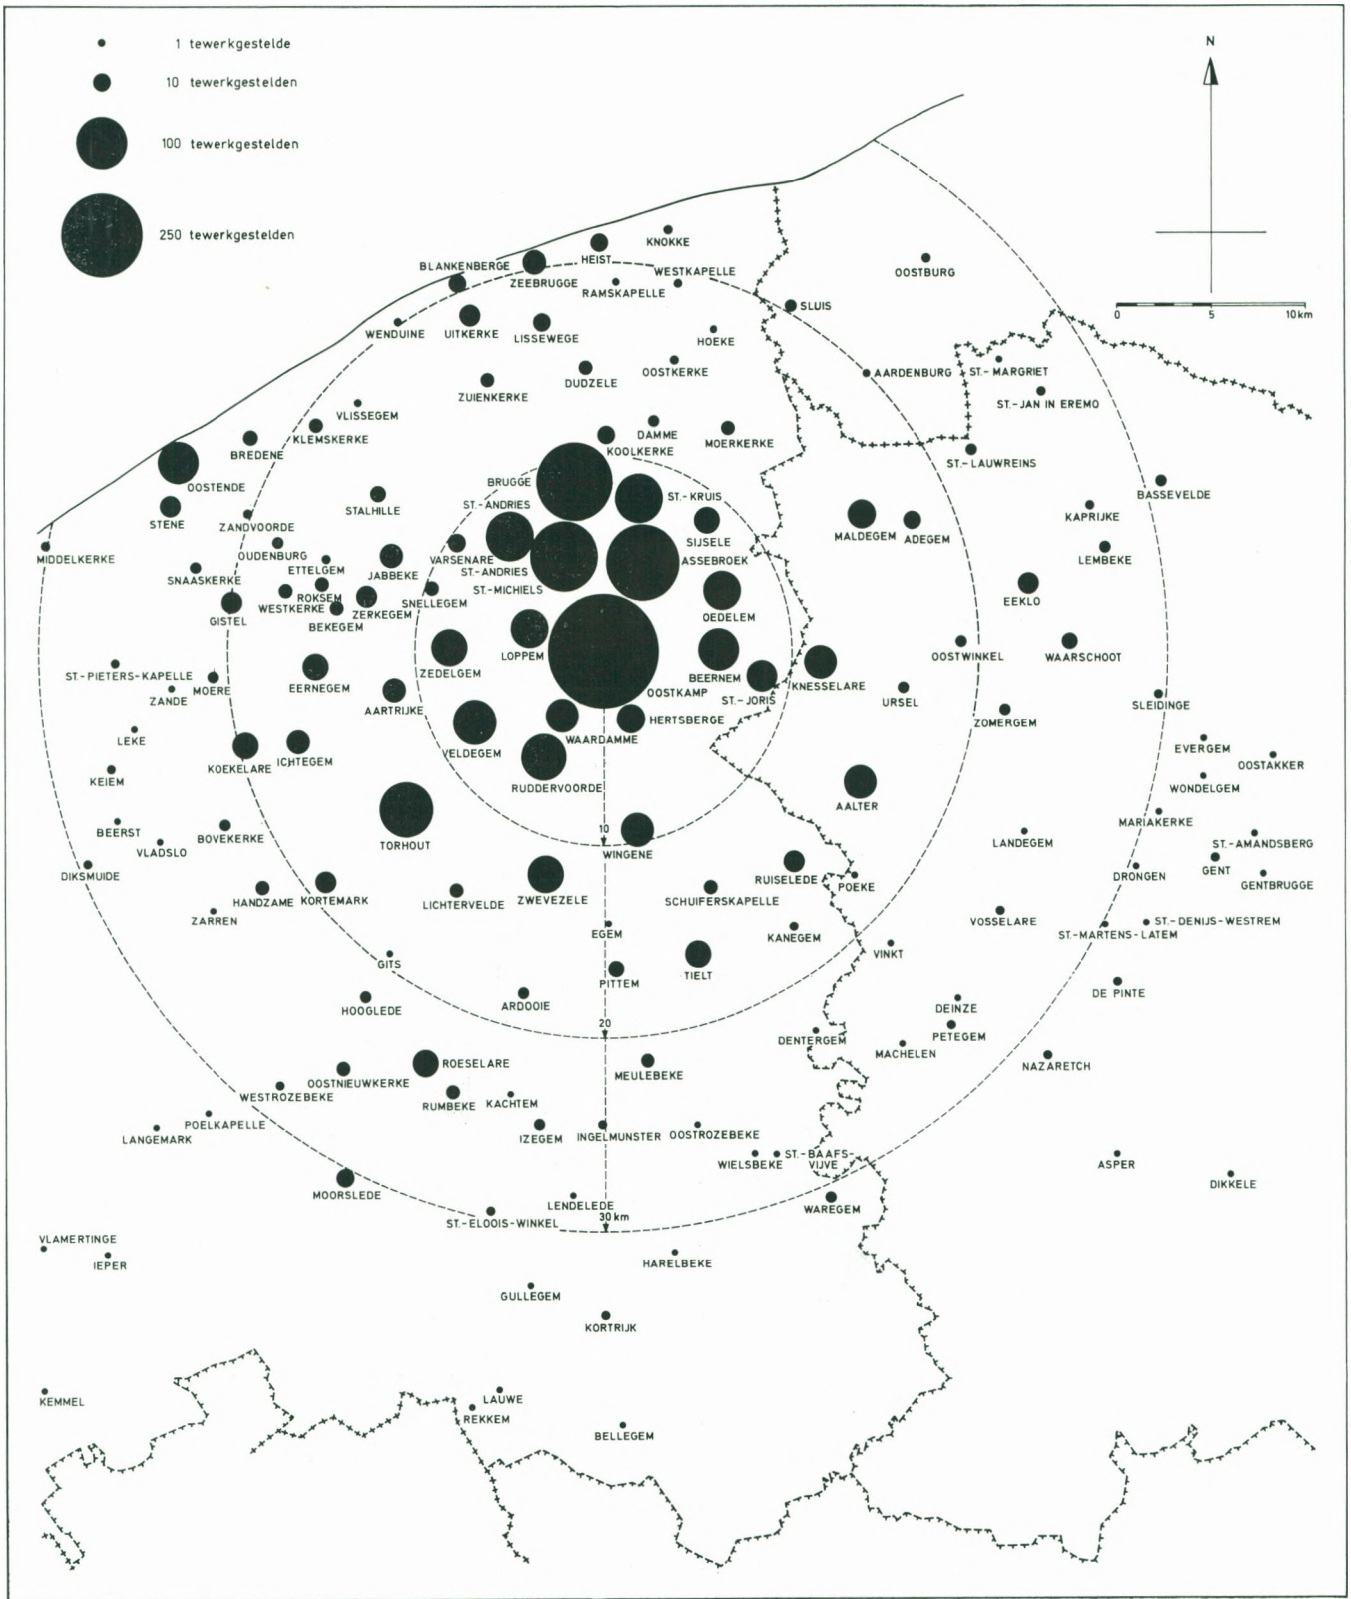 1 tewerkgestelde
10 tewerkgestelden
100 tewerkgestelden
250 tewerkgestelden
N
0 5 10km
KNOKKE
HEIST
OOSTBURG
BLANKENBERGE
WESTKAPELLE
ZEEBRUGGE
RAMSKAPELLE
SLUIS
WENDUINE
UITKERKE
LISSEWEGE
HOEKE
OOSTKERKE
AARDENBURG
ST.-MARGRIET
DUDZELE
ZUIENKERKE
ST.-JAN IN EREMO
VLISSEGEM
KLEMSKERKE
DAMME
MOERKERKE
BREDENE
KOOLKERKE
ST.-LAUWREINS
OOSTENDE
BRUGGE
ST.-KRUIS
BASSEVELDE
ST.-ANDRIES
STALHILLE
KAPRIJKE
STENE
ZANDVOORDE
SIJSELE
MALDEGEM
ADEGEM
MIDDELKERKE
OUDENBURG
ETTELGEM
VARSENARE
ST.-ANDRIES
ASSEBROEK
LEMBEKE
JABBEKE
SNAASKERKE
ST.-MICHIELS
ROKSEM
SNELLEGEM
EEKLO
WESTKERKE
ZERKEGEM
GISTEL
BEKEGEM
OEDELEM
LOPPEM
OOSTWINKEL
WAARSCHOOT
ZEDELGEM
BEERNEM
ST.-PIETERS-KAPELLE
MOERE
EERNEGEM
KNESSELARE
ZANDE
OOSTKAMP
ST.-JORIS
URSEL
SLEIDINGE
AARTRIJKE
HERTSBERGE
ZOMERGEM
LEKE
WAARDAMME
EVERGEM
VELDEGEM
OOSTAKKER
KOEKELARE
ICHTEGEM
KEIEM
RUDDERVOORDE
WONDELGEM
AALTER
MARIAKERKE
BEERST
BOVEKERKE
10
TORHOUT
LANDEGEM
ST.-AMANDSBERG
VLADSLO
WINGENE
DIKSMUIDE
RUISELEDE
POEKE
DRONGEN
GENT
GENTBRUGGE
HANDZAME
KORTEMARK
LICHTERVELDE
ZWEVEZELE
SCHUIFERSKAPELLE
ZARREN
VOSSELARE
ST.-DENIJS-WESTREM
EGEM
KANEGEM
ST.-MARTENS-LATEM
VINKT
GITS
TIELT
PITTEM
DE PINTE
HOOGLEDE
ARDOOIE
DEINZE
20
DENTERGEM
PETEGEM
MACHELEN
ROESELARE
NAZARETCH
MEULEBEKE
OOSTNIEUWKERKE
WESTROZEBEKE
RUMBEKE
KACHTEM
POELKAPELLE
LANGEMARK
IZEGEM
INGELMUNSTER
OOSTROZEBEKE
WIELSBEKE
ST.-BAAFS-
VIJVE
ASPER
DIKKELE
MOORSLEDE
LENDELEDE
WAREGEM
ST.-ELOOIS-WINKEL
30 km
VLAMERTINGE
IEPER
HARELBEKE
GULLEGEM
KORTRIJK
KEMMEL
LAUWE
REKKEM
BELLEGEM